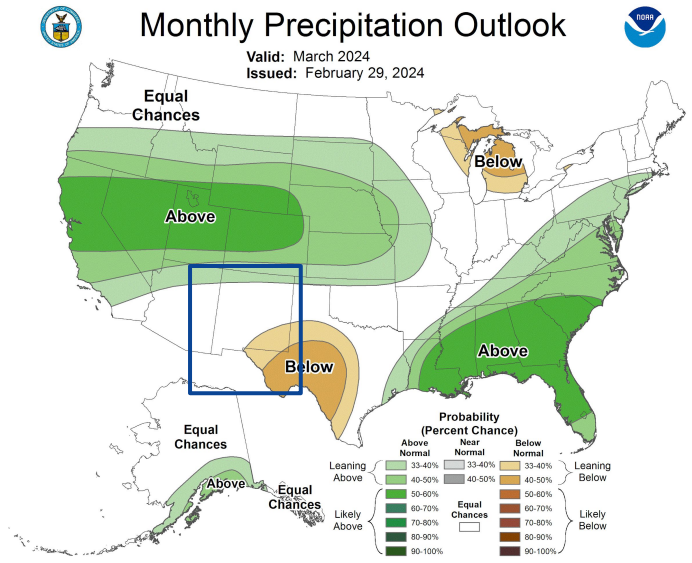 Monthly Precipitation Outlook
NOAA
Valid: March 2024
Issued: February 29, 2024
Equal
Chances
Below
Above
Above
Below
Equal
Chances
Above
Equal
Chances
Probability
(Percent Chance)
Above
Normal
Near
Normal
Below
Normal
Leaning
Above
33-40%
33-40%
33-40%
Leaning
Below
40-50%
40-50%
40-50%
Likely
Above
50-60%
Equal
Chances
50-60%
Likely
Below
60-70%
60-70%
70-80%
70-80%
80-90%
80-90%
90-100%
90-100%